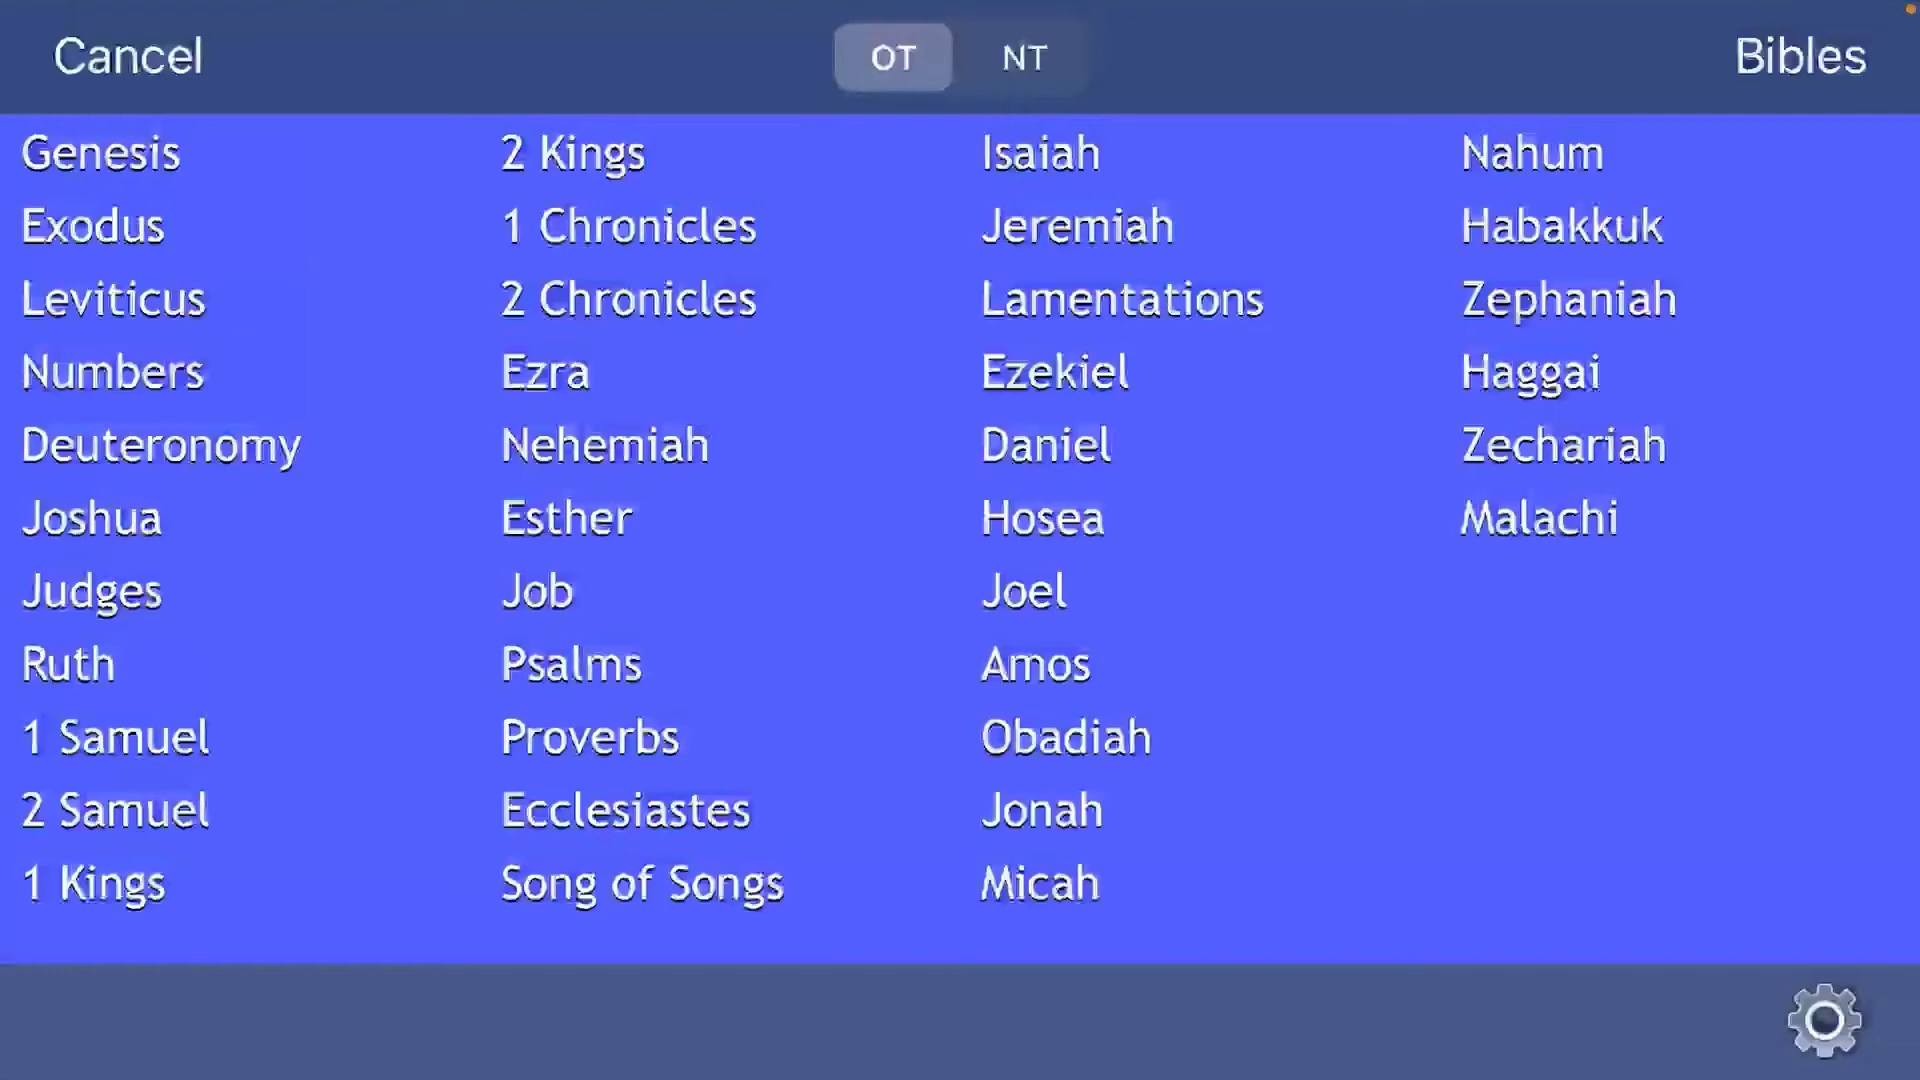 Cancel
OT
NT
Bibles
Genesis
Exodus
Leviticus
Numbers
Deuteronomy
Joshua
Judges
Ruth
1 Samuel
2 Samuel
1 Kings
2 Kings
1 Chronicles
2 Chronicles
Ezra
Nehemiah
Esther
Job
Psalms
Proverbs
Ecclesiastes
Song of Songs
Isaiah
Jeremiah
Lamentations
Ezekiel
Daniel
Hosea
Joel
Amos
Obadiah
Jonah
Micah
Nahum
Habakkuk
Zephaniah
Haggai
Zechariah
Malachi